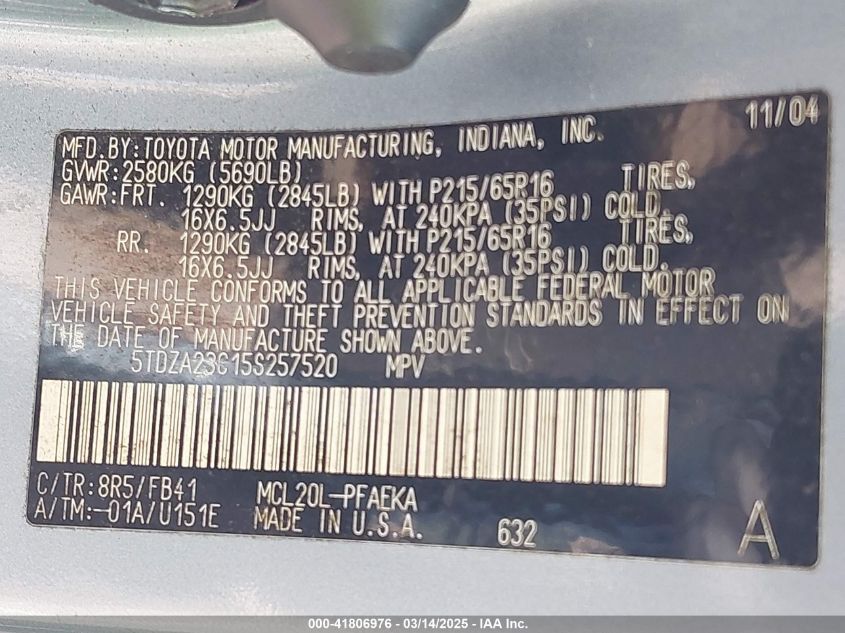 11/04
MFD.BY:TOYOTA MOTOR MANUFACTURING, INDIANA, INC.
GVWR:2580KG (5690LB)
GAWR:FRT. 1290KG (2845LB) WITH P215/65R16 TIRES,
16X6.5JJ RIMS, AT 240KPA (35PSI) COLD.
RR. 1290KG (2845LB) WITH P215/65R16 TIRES,
16X6.5JJ RIMS, AT 240KPA (35PSI) COLD.
THIS VEHICLE CONFORMS TO ALL APPLICABLE FEDERAL MOTOR
VEHICLE SAFETY AND THEFT PREVENTION STANDARDS IN EFFECT ON
THE DATE OF MANUFACTURE SHOWN ABOVE.
5TDZA23C15S257520 MPV
C/TR:8R5/FB41 MCL20L-PFAEKA
A/TM:-01A/U151E MADE IN U.S.A. 632 A
000-41806976 - 03/14/2025 - IAA Inc.